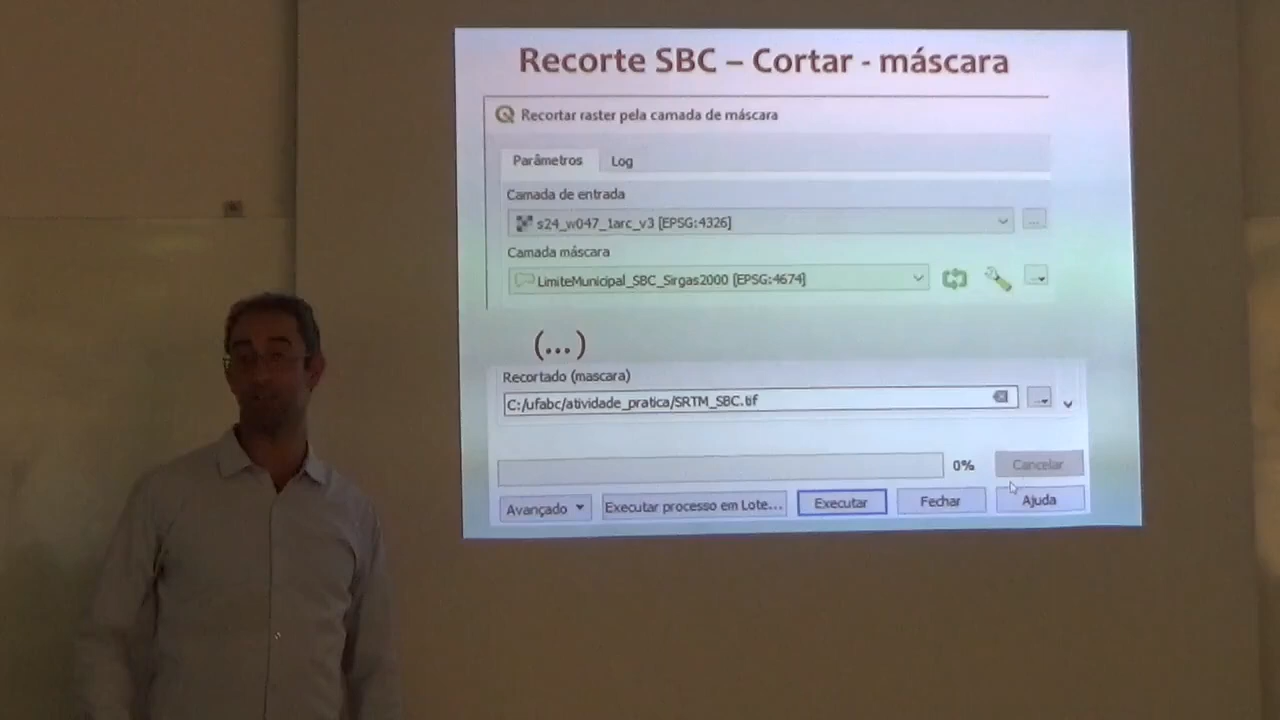 Recorte SBC – Cortar - máscara
Recortar raster pela camada de máscara
Parâmetros Log
Camada de entrada
s24_w047_1arc_v3 [EPSG:4326] ...
Camada máscara
LimiteMunicipal_SBC_Sirgas2000 [EPSG:4674] ...
(...)
Recortado (mascara)
C:/ufabc/atividade_pratica/SRTM_SBC.tif ...
0% Cancelar
Avançado Executar processo em Lote... Executar Fechar Ajuda